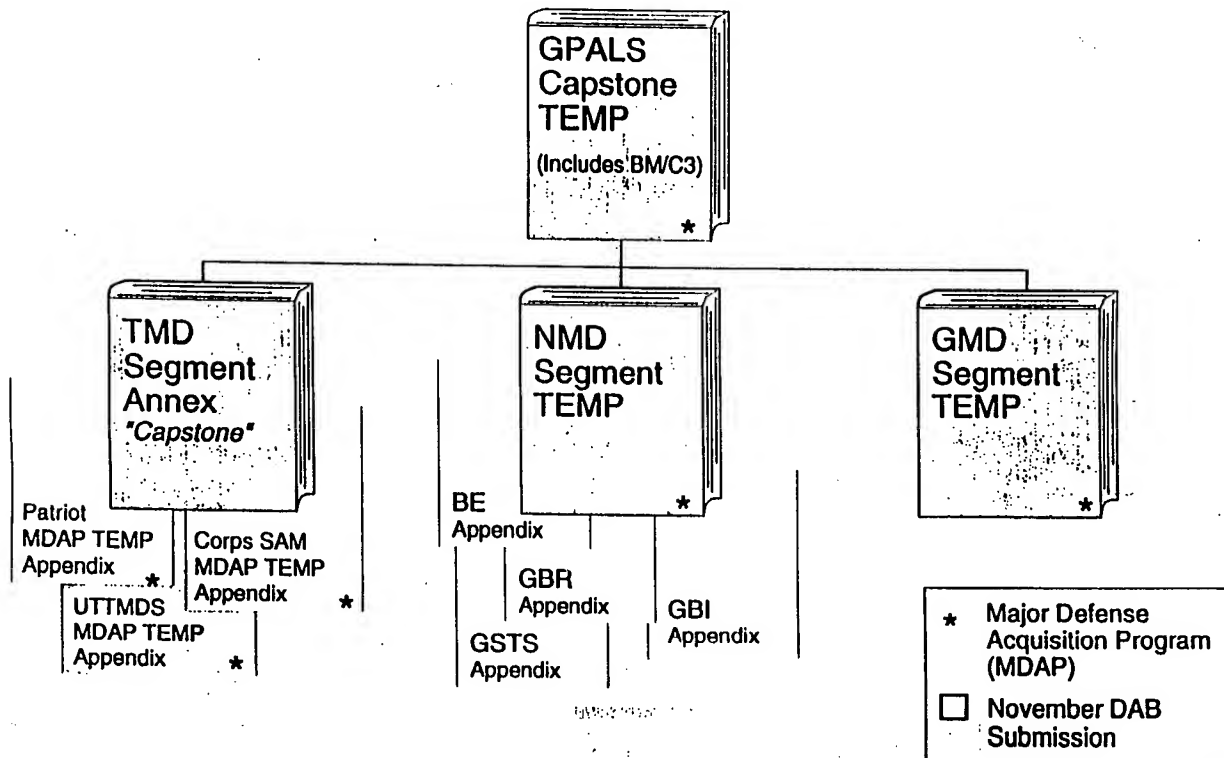 GPALS
Capstone
TEMP
(Includes BM/C3)
*
TMD
Segment
Annex
"Capstone"
NMD
Segment
TEMP
*
GMD
Segment
TEMP
*
Patriot
MDAP TEMP
Appendix
*
Corps SAM
MDAP TEMP
Appendix
*
UTTMDS
MDAP TEMP
Appendix
*
BE
Appendix
GBR
Appendix
GSTS
Appendix
GBI
Appendix
* Major Defense
Acquisition Program
(MDAP)
November DAB
Submission